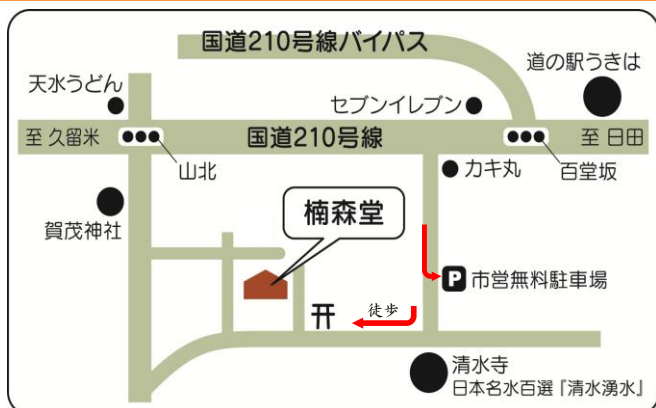 国道210号線バイパス
道の駅うきは
天水うどん
セブンイレブン
至 久留米
国道210号線
至 日田
山北
カキ丸
百堂坂
楠森堂
賀茂神社
P 市営無料駐車場
徒歩
清水寺
日本名水百選『清水湧水』